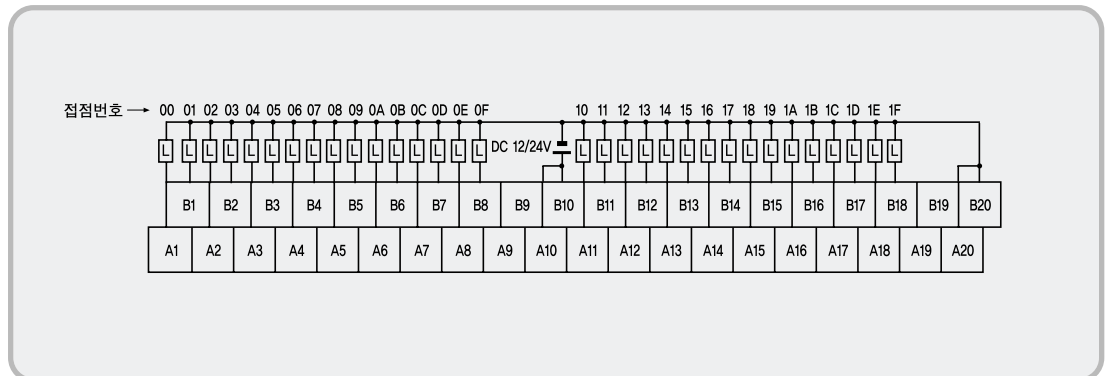 접점번호 → 00 01 02 03 04 05 06 07 08 09 0A 0B 0C 0D 0E 0F 10 11 12 13 14 15 16 17 18 19 1A 1B 1C 1D 1E 1F
L L L L L L L L L L L L L L L L DC 12/24V L L L L L L L L L L L L L L L L
B1 B2 B3 B4 B5 B6 B7 B8 B9 B10 B11 B12 B13 B14 B15 B16 B17 B18 B19 B20
A1 A2 A3 A4 A5 A6 A7 A8 A9 A10 A11 A12 A13 A14 A15 A16 A17 A18 A19 A20